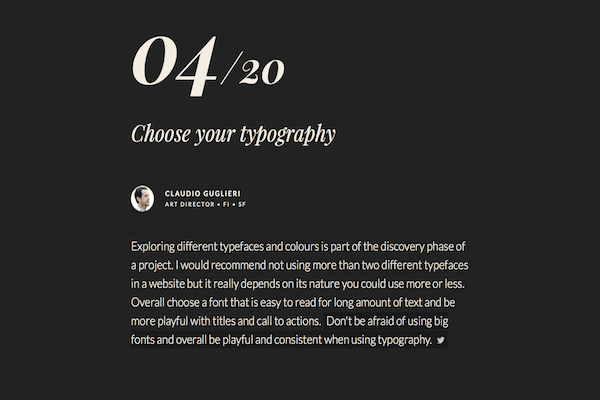 04/20
Choose your typography
CLAUDIO GUGLIERI
ART DIRECTOR • FI • SF
Exploring different typefaces and colours is part of the discovery phase of
a project. I would recommend not using more than two different typefaces
in a website but it really depends on its nature you could use more or less.
Overall choose a font that is easy to read for long amount of text and be
more playful with titles and call to actions. Don't be afraid of using big
fonts and overall be playful and consistent when using typography.